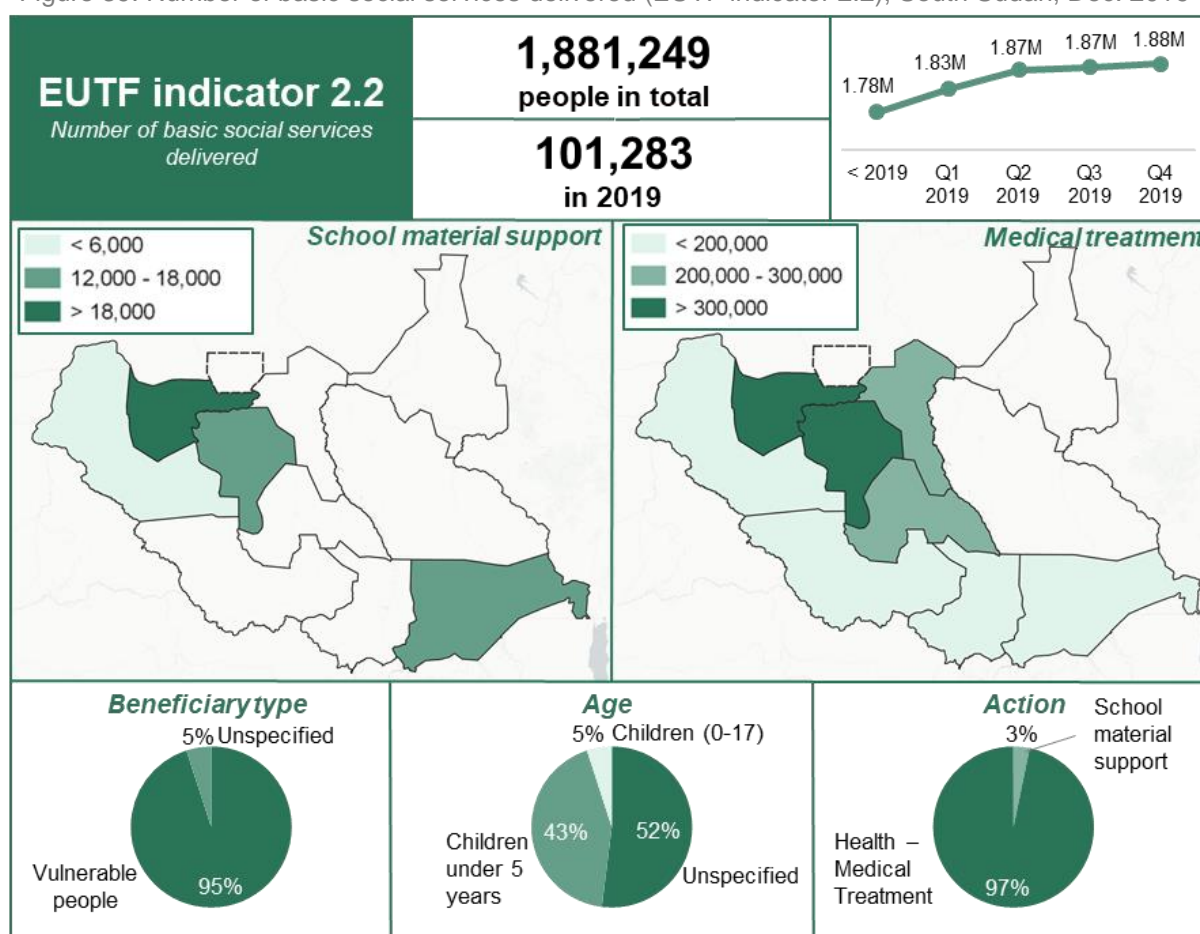 EUTF indicator 2.2
Number of basic social services
delivered
1,881,249
people in total
101,283
in 2019
1.78M
1.83M
1.87M
1.87M
1.88M
< 2019
Q1
2019
Q2
2019
Q3
2019
Q4
2019
School material support
< 6,000
12,000 - 18,000
> 18,000
Medical treatment
< 200,000
200,000 - 300,000
> 300,000
Beneficiary type
5% Unspecified
Vulnerable
people
95%
Age
5% Children (0-17)
43%
52%
Children
under 5
years
Unspecified
Action
3%
School
material
support
Health –
Medical
Treatment
97%